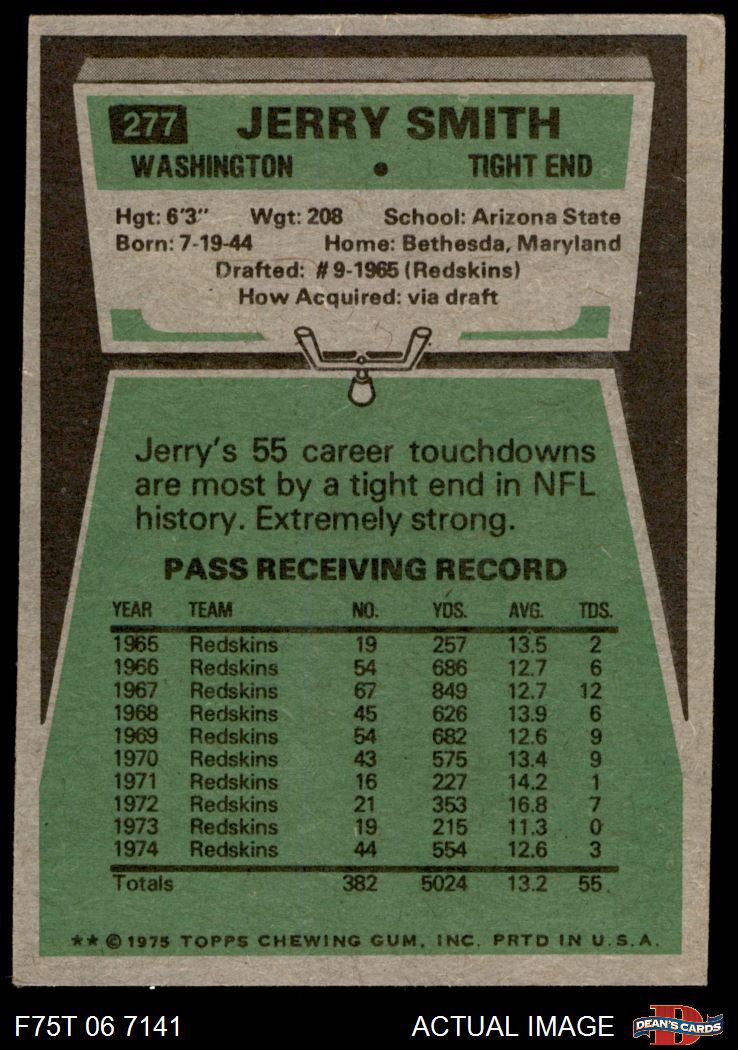 277 JERRY SMITH
WASHINGTON • TIGHT END
Hgt: 6'3" Wgt: 208 School: Arizona State
Born: 7-19-44 Home: Bethesda, Maryland
Drafted: #9-1965 (Redskins)
How Acquired: via draft
Jerry's 55 career touchdowns
are most by a tight end in NFL
history. Extremely strong.
PASS RECEIVING RECORD
YEAR TEAM NO. YDS. AVG. TDS.
1965 Redskins 19 257 13.5 2
1966 Redskins 54 686 12.7 6
1967 Redskins 67 849 12.7 12
1968 Redskins 45 626 13.9 6
1969 Redskins 54 682 12.6 9
1970 Redskins 43 575 13.4 9
1971 Redskins 16 227 14.2 1
1972 Redskins 21 353 16.8 7
1973 Redskins 19 215 11.3 0
1974 Redskins 44 554 12.6 3
Totals 382 5024 13.2 55
** © 1975 TOPPS CHEWING GUM, INC. PRTD IN U.S.A.
F75T 06 7141 ACTUAL IMAGE D DEAN'S CARDS